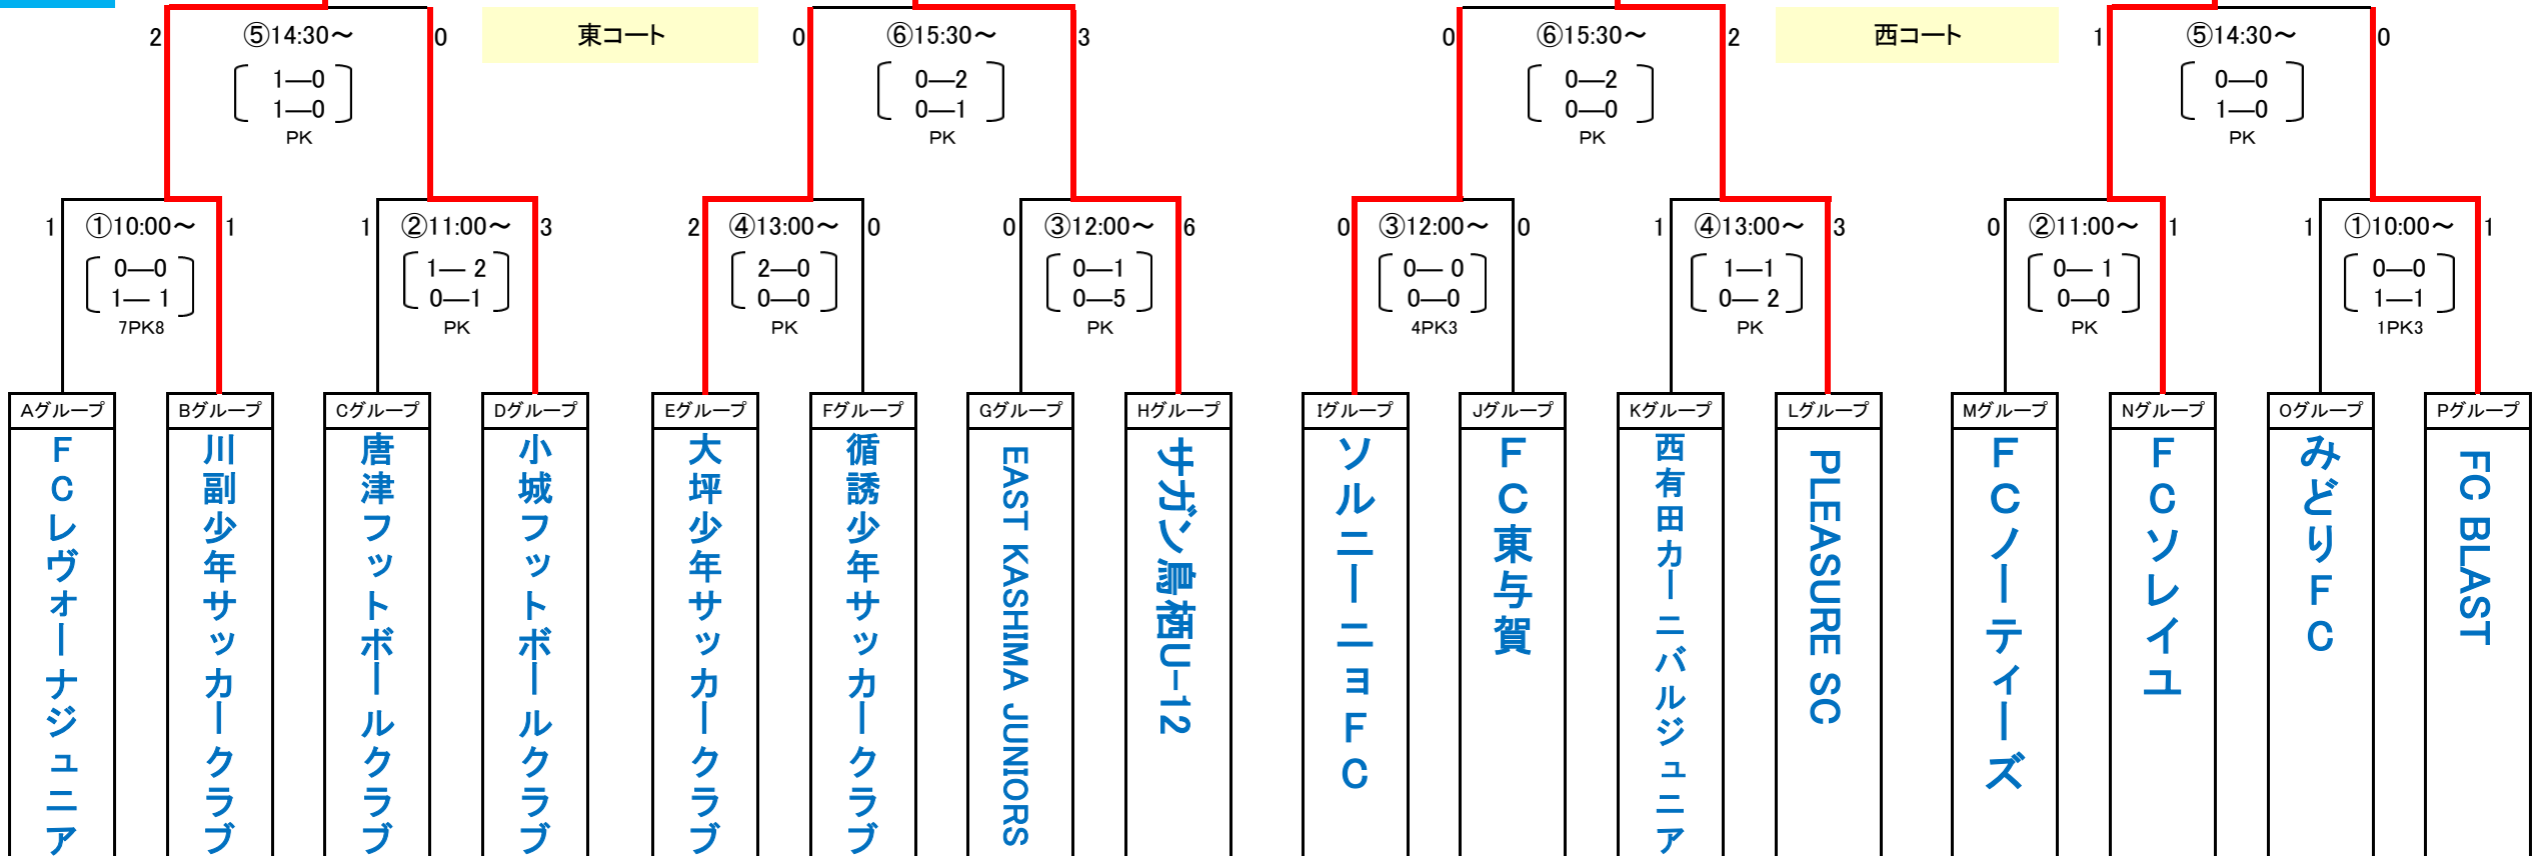 2 ⑤14:30～ 0 東コート 0 ⑥15:30～ 3 0 ⑥15:30～ 2 西コート 1 ⑤14:30～ 0
1―0 0―2 0―2 0―0
1―0 0―1 0―0 1―0
PK PK PK PK
1 ①10:00～ 1 1 ②11:00～ 3 2 ④13:00～ 0 0 ③12:00～ 6 0 ③12:00～ 0 1 ④13:00～ 3 0 ②11:00～ 1 1 ①10:00～ 1
0―0 1― 2 2―0 0―1 0― 0 1―1 0― 1 0―0
1― 1 0―1 0―0 0―5 0―0 0― 2 0―0 1―1
7PK8 PK PK PK 4PK3 PK PK 1PK3
Aグループ Bグループ Cグループ Dグループ Eグループ Fグループ Gグループ Hグループ Iグループ Jグループ Kグループ Lグループ Mグループ Nグループ Oグループ Pグループ
ＦＣレヴォーナジュニア
川副少年サッカークラブ
唐津フットボールクラブ
小城フットボールクラブ
大坪少年サッカークラブ
循誘少年サッカークラブ
EAST KASHIMA JUNIORS
サガン鳥栖U-12
ソルニーニョＦＣ
ＦＣ東与賀
西有田カーニバルジュニア
PLEASURE SC
ＦＣノーティーズ
ＦＣソレイユ
みどりＦＣ
FC BLAST